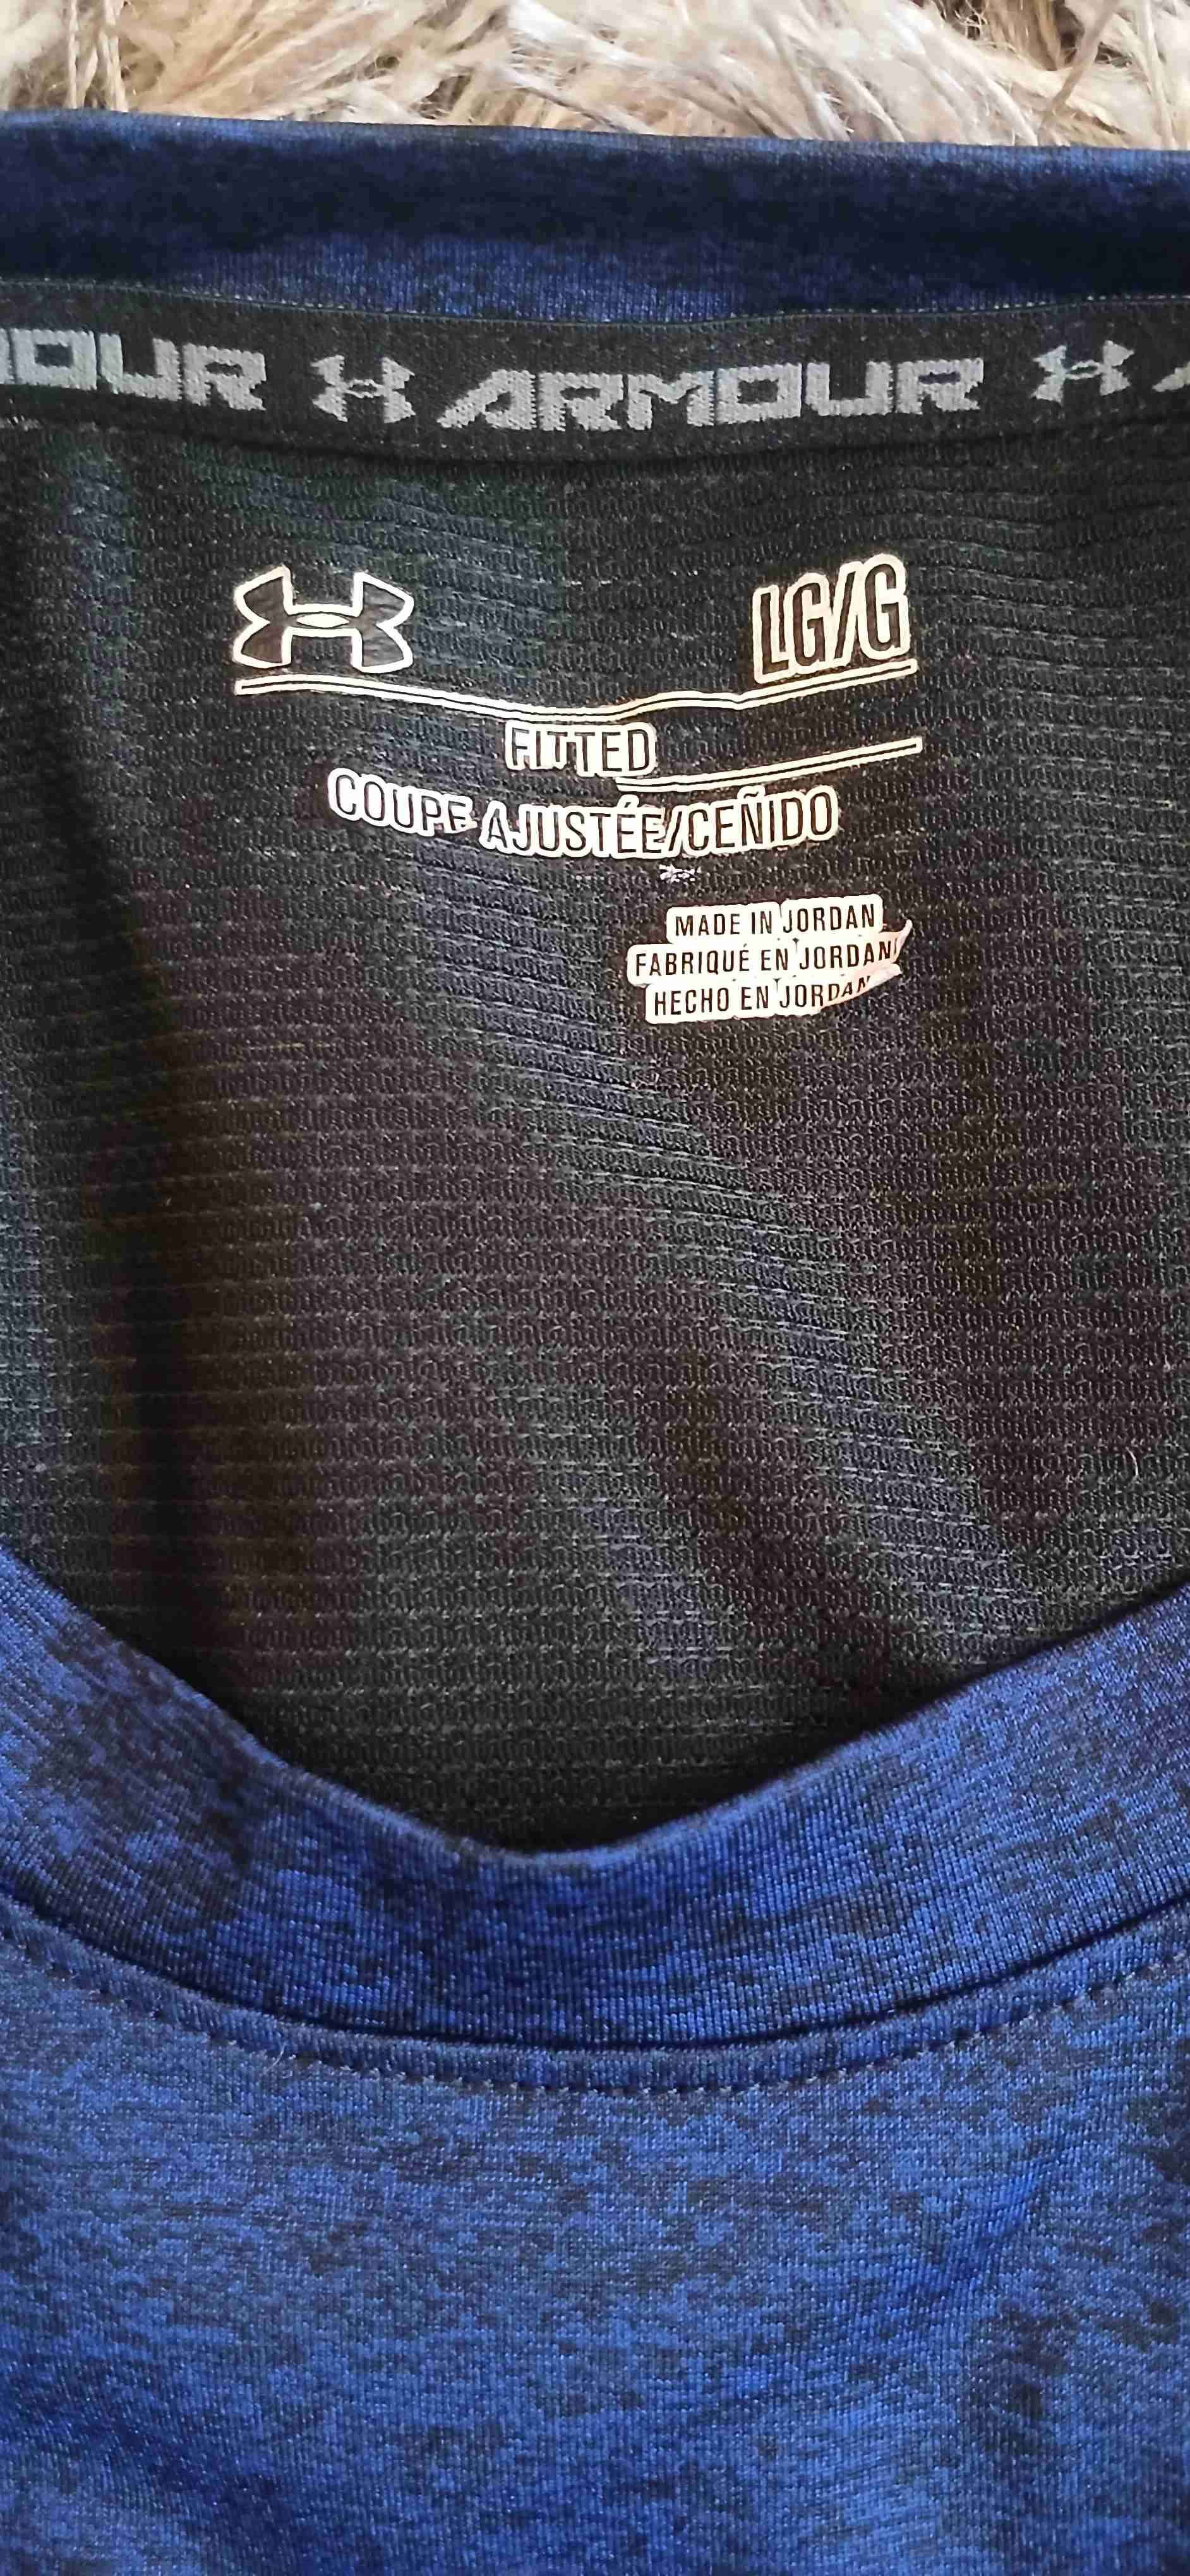 OUR ARMOUR A
LG/G
FITTED
COUPE AJUSTÉE/CEÑIDO
MADE IN JORDAN
FABRIQUÉ EN JORDANI
HECHO EN JORDAN